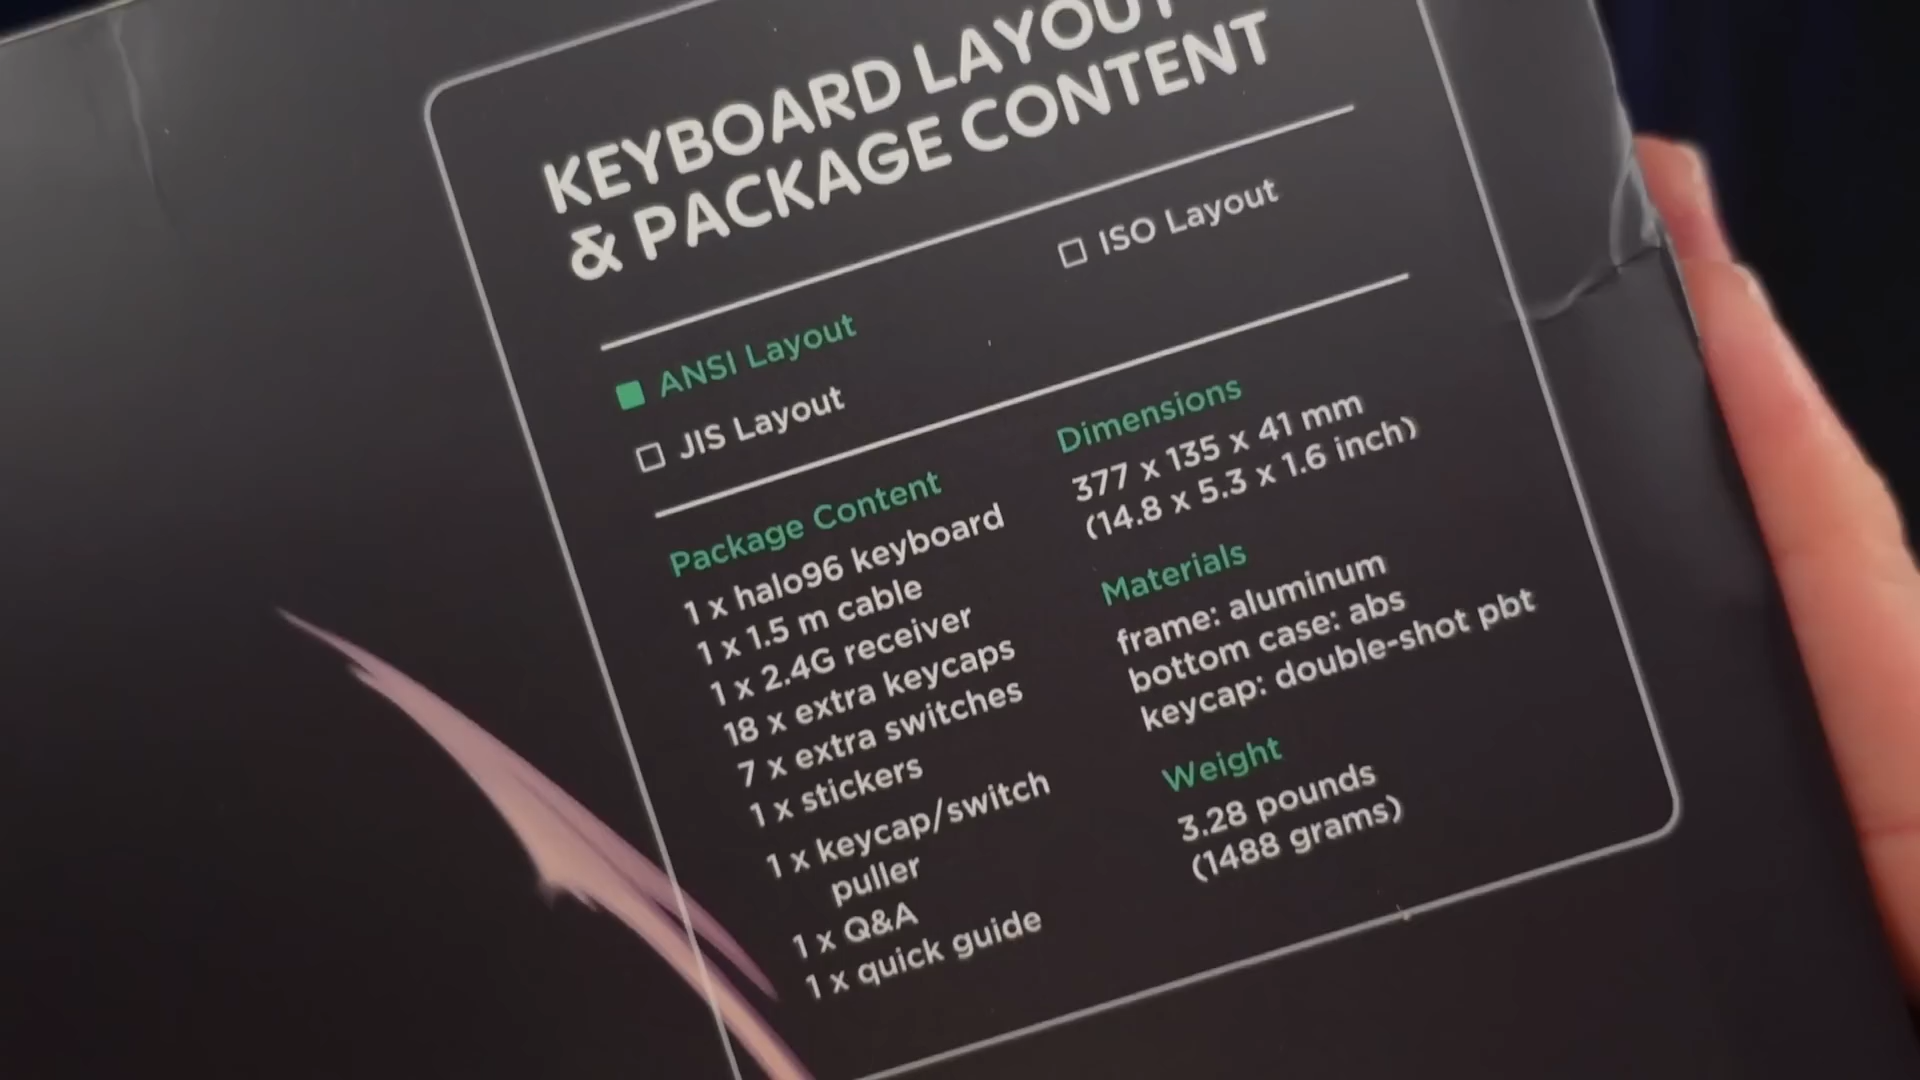 KEYBOARD LAYOUT
& PACKAGE CONTENT
ANSI Layout
ISO Layout
JIS Layout
Package Content
1 x halo96 keyboard
1 x 1.5 m cable
1 x 2.4G receiver
18 x extra keycaps
7 x extra switches
1 x stickers
1 x keycap/switch
puller
1 x Q&A
1 x quick guide
Dimensions
377 x 135 x 41 mm
(14.8 x 5.3 x 1.6 inch)
Materials
frame: aluminum
bottom case: abs
keycap: double-shot pbt
Weight
3.28 pounds
(1488 grams)